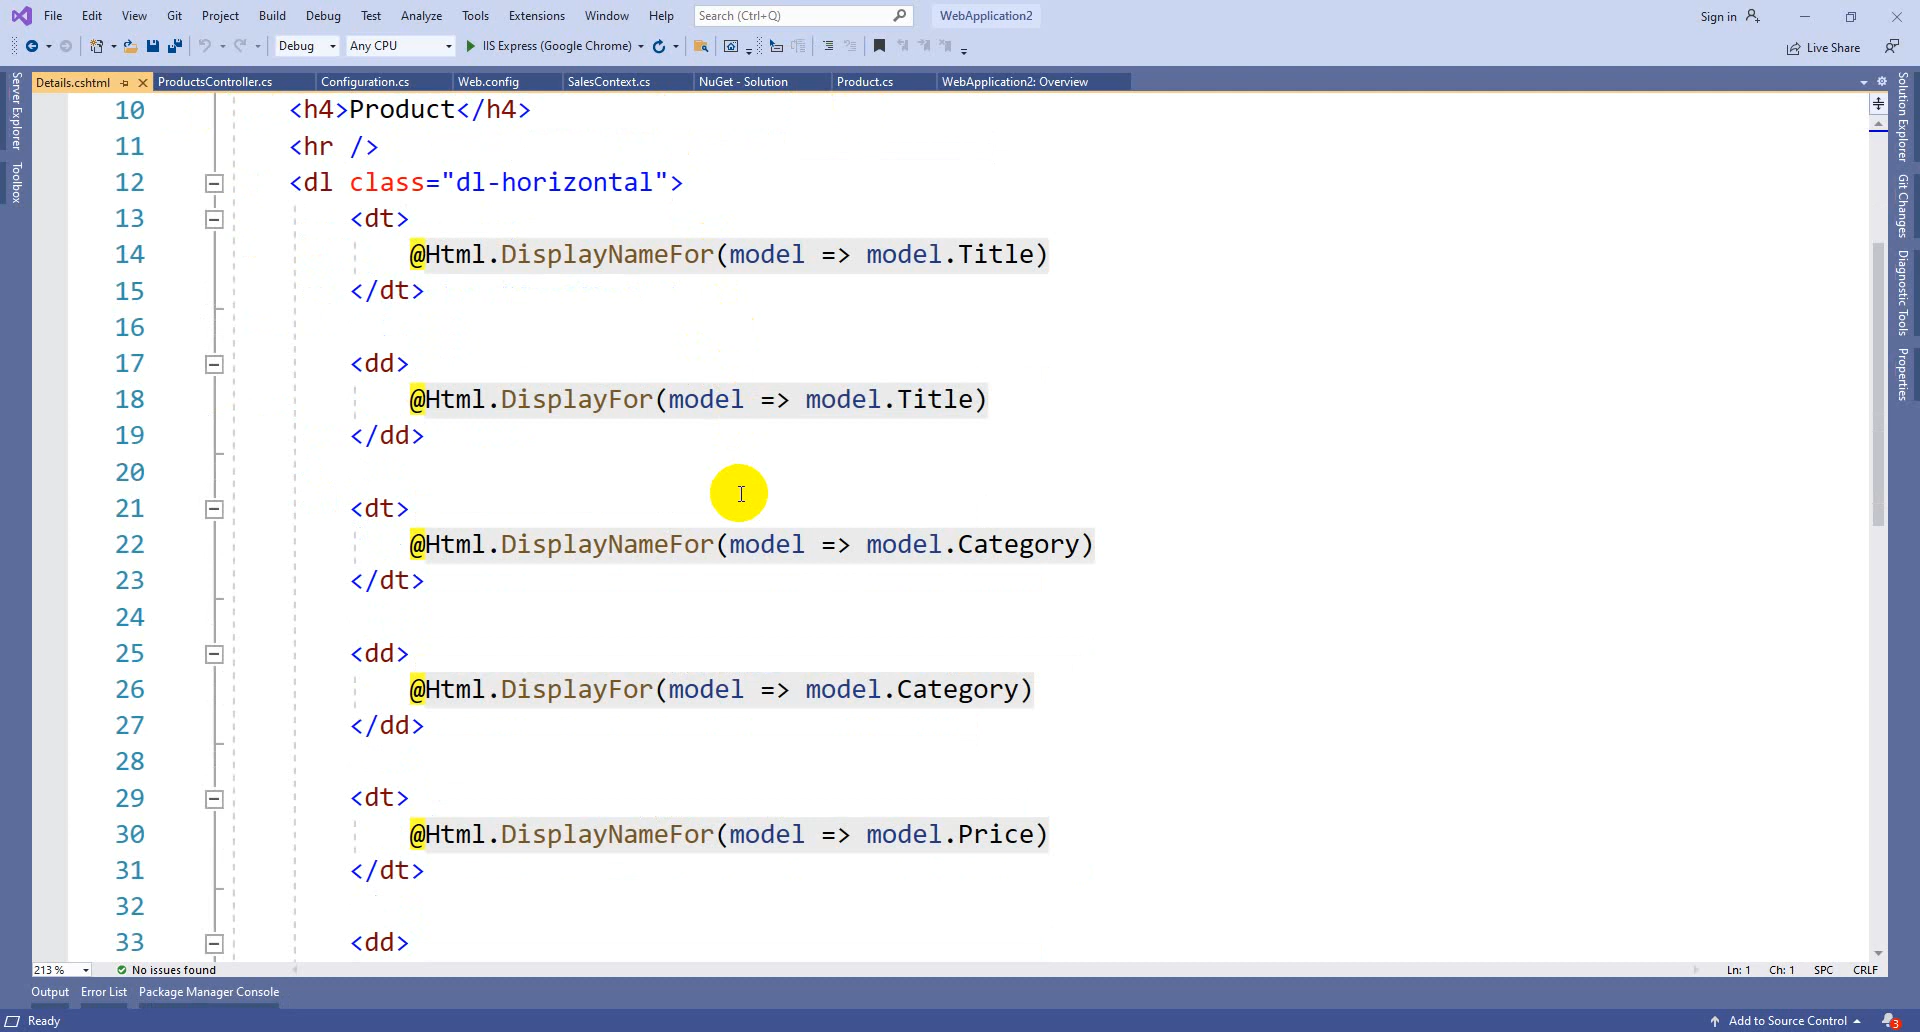 File Edit View Git Project Build Debug Test Analyze Tools Extensions Window Help Search (Ctrl+Q) WebApplication2 Sign in
Debug Any CPU IIS Express (Google Chrome) Live Share
Details.cshtml ProductsController.cs Configuration.cs Web.config SalesContext.cs NuGet - Solution Product.cs WebApplication2: Overview
Server Explorer
Toolbox
Solution Explorer
Git Changes
Diagnostic Tools
Properties
10 <h4>Product</h4>
11 <hr />
12 <dl class="dl-horizontal">
13 <dt>
14 @Html.DisplayNameFor(model => model.Title)
15 </dt>
16
17 <dd>
18 @Html.DisplayFor(model => model.Title)
19 </dd>
20
21 <dt>
22 @Html.DisplayNameFor(model => model.Category)
23 </dt>
24
25 <dd>
26 @Html.DisplayFor(model => model.Category)
27 </dd>
28
29 <dt>
30 @Html.DisplayNameFor(model => model.Price)
31 </dt>
32
33 <dd>
213 % No issues found Ln: 1 Ch: 1 SPC CRLF
Output Error List Package Manager Console
Ready Add to Source Control 3